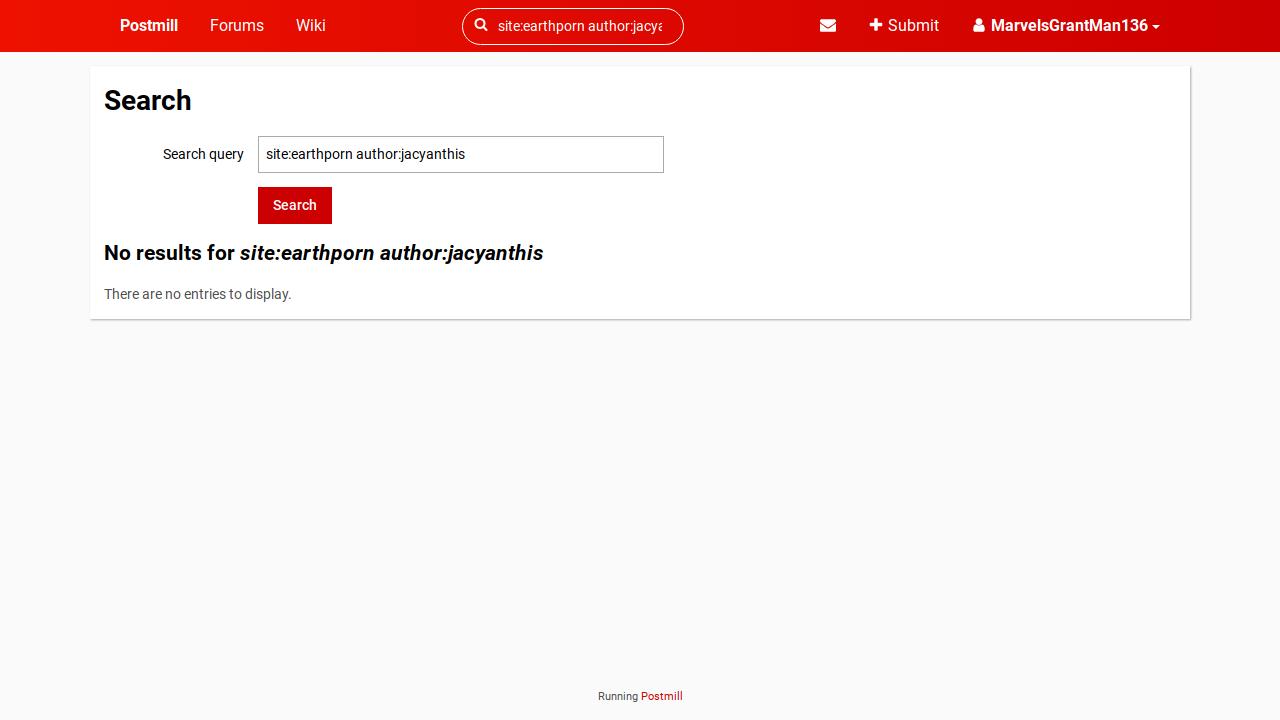 Postmill Forums Wiki site:earthporn author:jacya Submit MarvelsGrantMan136
Search
Search query site:earthporn author:jacyanthis
Search
No results for site:earthporn author:jacyanthis
There are no entries to display.
Running Postmill